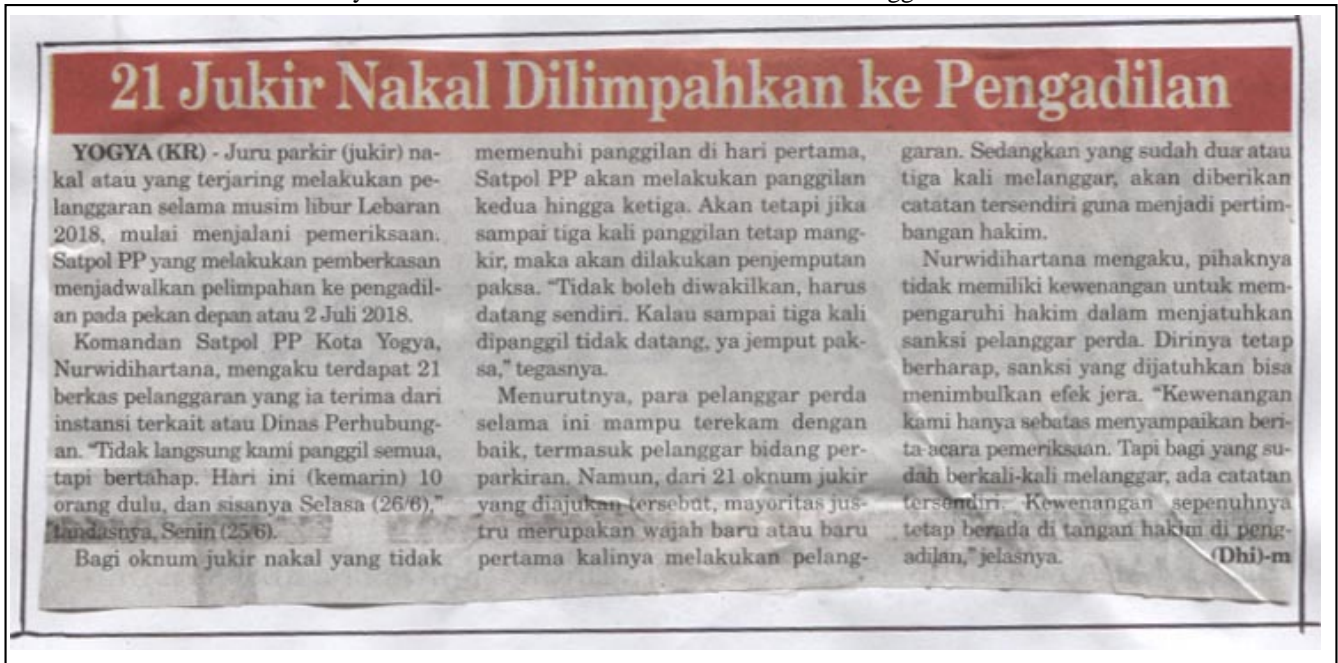 21 Jukir Nakal Dilimpahkan ke Pengadilan
YOGYA (KR) - Juru parkir (jukir) na-
kal atau yang terjaring melakukan pe-
langgaran selama musim libur Lebaran
2018, mulai menjalani pemeriksaan.
Satpol PP yang melakukan pemberkasan
menjadwalkan pelimpahan ke pengadil-
an pada pekan depan atau 2 Juli 2018.
Komandan Satpol PP Kota Yogya,
Nurwidihartana, mengaku terdapat 21
berkas pelanggaran yang ia terima dari
instansi terkait atau Dinas Perhubung-
an. "Tidak langsung kami panggil semua,
tapi bertahap. Hari ini (kemarin) 10
orang dulu, dan sisanya Selasa (26/6),"
tandasnya, Senin (25/6).
Bagi oknum jukir nakal yang tidak
memenuhi panggilan di hari pertama,
Satpol PP akan melakukan panggilan
kedua hingga ketiga. Akan tetapi jika
sampai tiga kali panggilan tetap mang-
kir, maka akan dilakukan penjemputan
paksa. "Tidak boleh diwakilkan, harus
datang sendiri. Kalau sampai tiga kali
dipanggil tidak datang, ya jemput pak-
sa," tegasnya.
Menurutnya, para pelanggar perda
selama ini mampu terekam dengan
baik, termasuk pelanggar bidang per-
parkiran. Namun, dari 21 oknum jukir
yang diajukan tersebut, mayoritas jus-
tru merupakan wajah baru atau baru
pertama kalinya melakukan pelang-
garan. Sedangkan yang sudah dua atau
tiga kali melanggar, akan diberikan
catatan tersendiri guna menjadi pertim-
bangan hakim.
Nurwidihartana mengaku, pihaknya
tidak memiliki kewenangan untuk mem-
pengaruhi hakim dalam menjatuhkan
sanksi pelanggar perda. Dirinya tetap
berharap, sanksi yang dijatuhkan bisa
menimbulkan efek jera. "Kewenangan
kami hanya sebatas menyampaikan beri-
ta acara pemeriksaan. Tapi bagi yang su-
dah berkali-kali melanggar, ada catatan
tersendiri. Kewenangan sepenuhnya
tetap berada di tangan hakim di peng-
adilan," jelasnya. (Dhi)-m